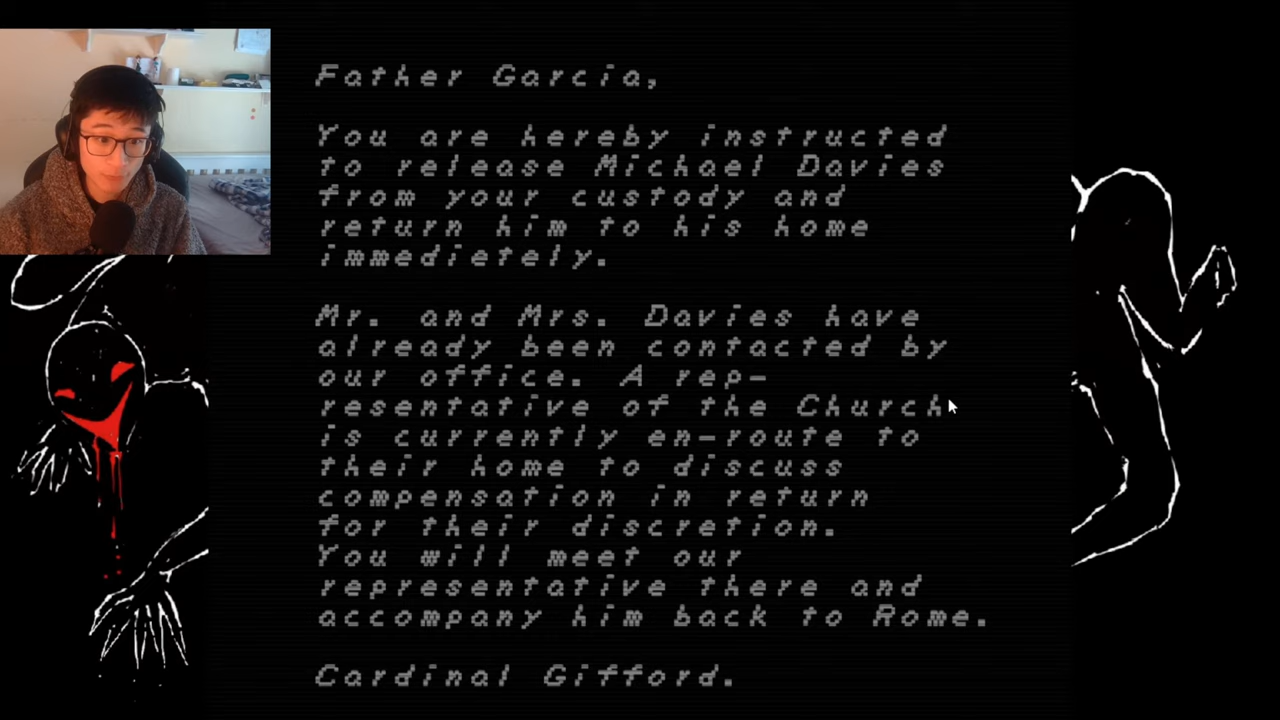 Father Garcia,
You are hereby instructed
to release Michael Davies
from your custody and
return him to his home
immedietely.
Mr. and Mrs. Davies have
already been contacted by
our office. A rep-
resentative of the Church
is currently en-route to
their home to discuss
compensation in return
for their discretion.
You will meet our
representative there and
accompany him back to Rome.
Cardinal Gifford.